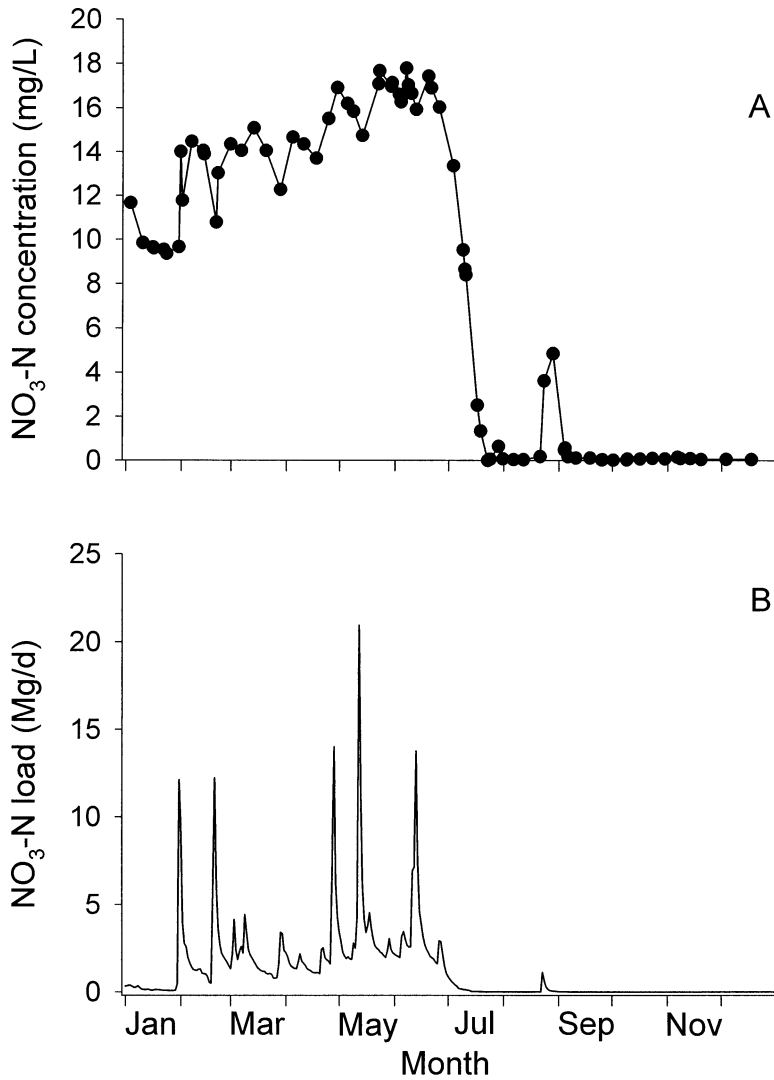 20
18
16
14
12
10
8
6
4
2
0
NO₃-N concentration (mg/L)
A
25
20
15
10
5
0
NO₃-N load (Mg/d)
B
Jan Mar May Jul Sep Nov
Month